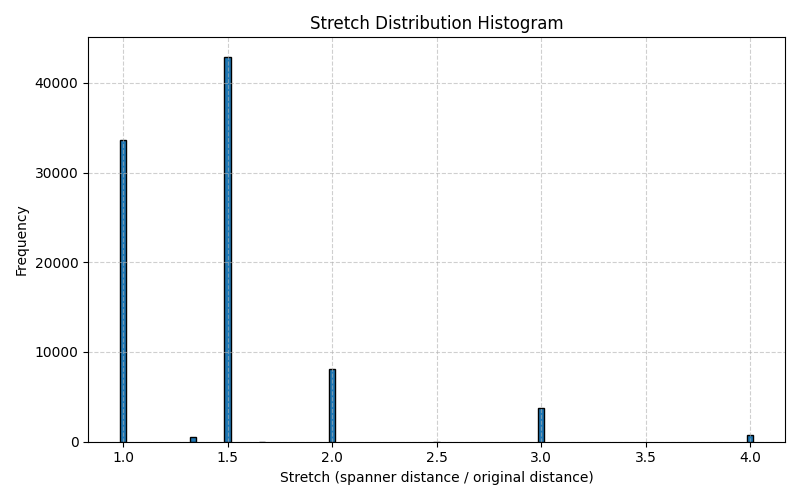 Stretch Distribution Histogram
40000
30000
20000
10000
0
Frequency
1.0 1.5 2.0 2.5 3.0 3.5 4.0
Stretch (spanner distance / original distance)